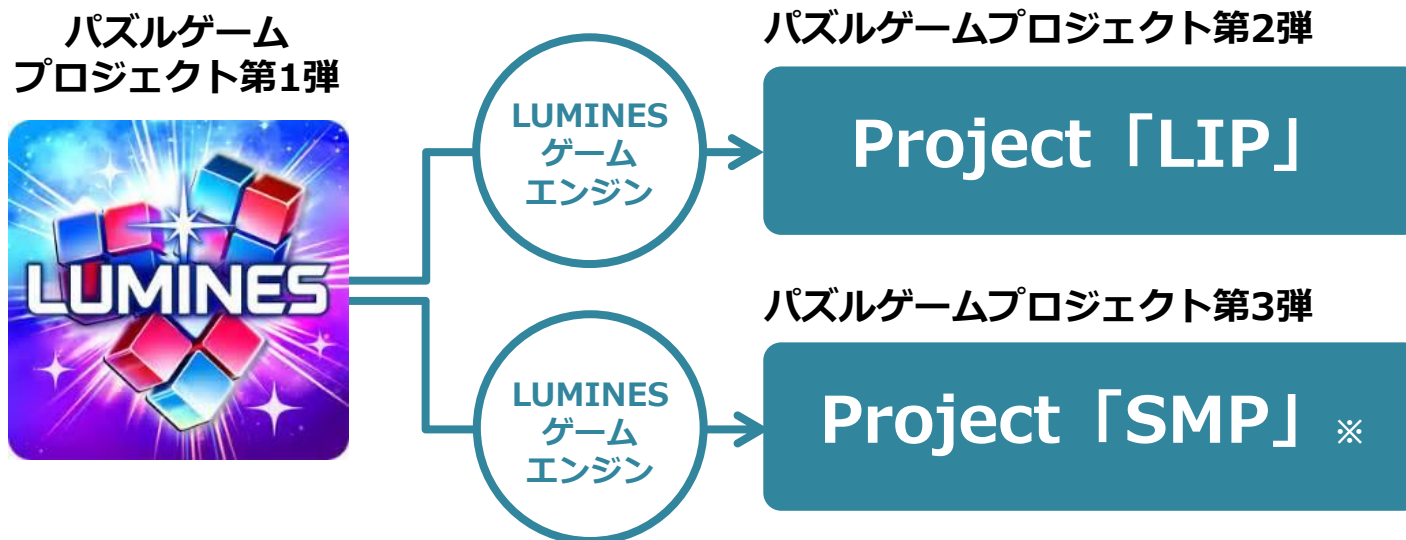 パズルゲーム
プロジェクト第1弾
LUMINES
LUMINES
ゲーム
エンジン
パズルゲームプロジェクト第2弾
Project「LIP」
LUMINES
ゲーム
エンジン
パズルゲームプロジェクト第3弾
Project「SMP」※